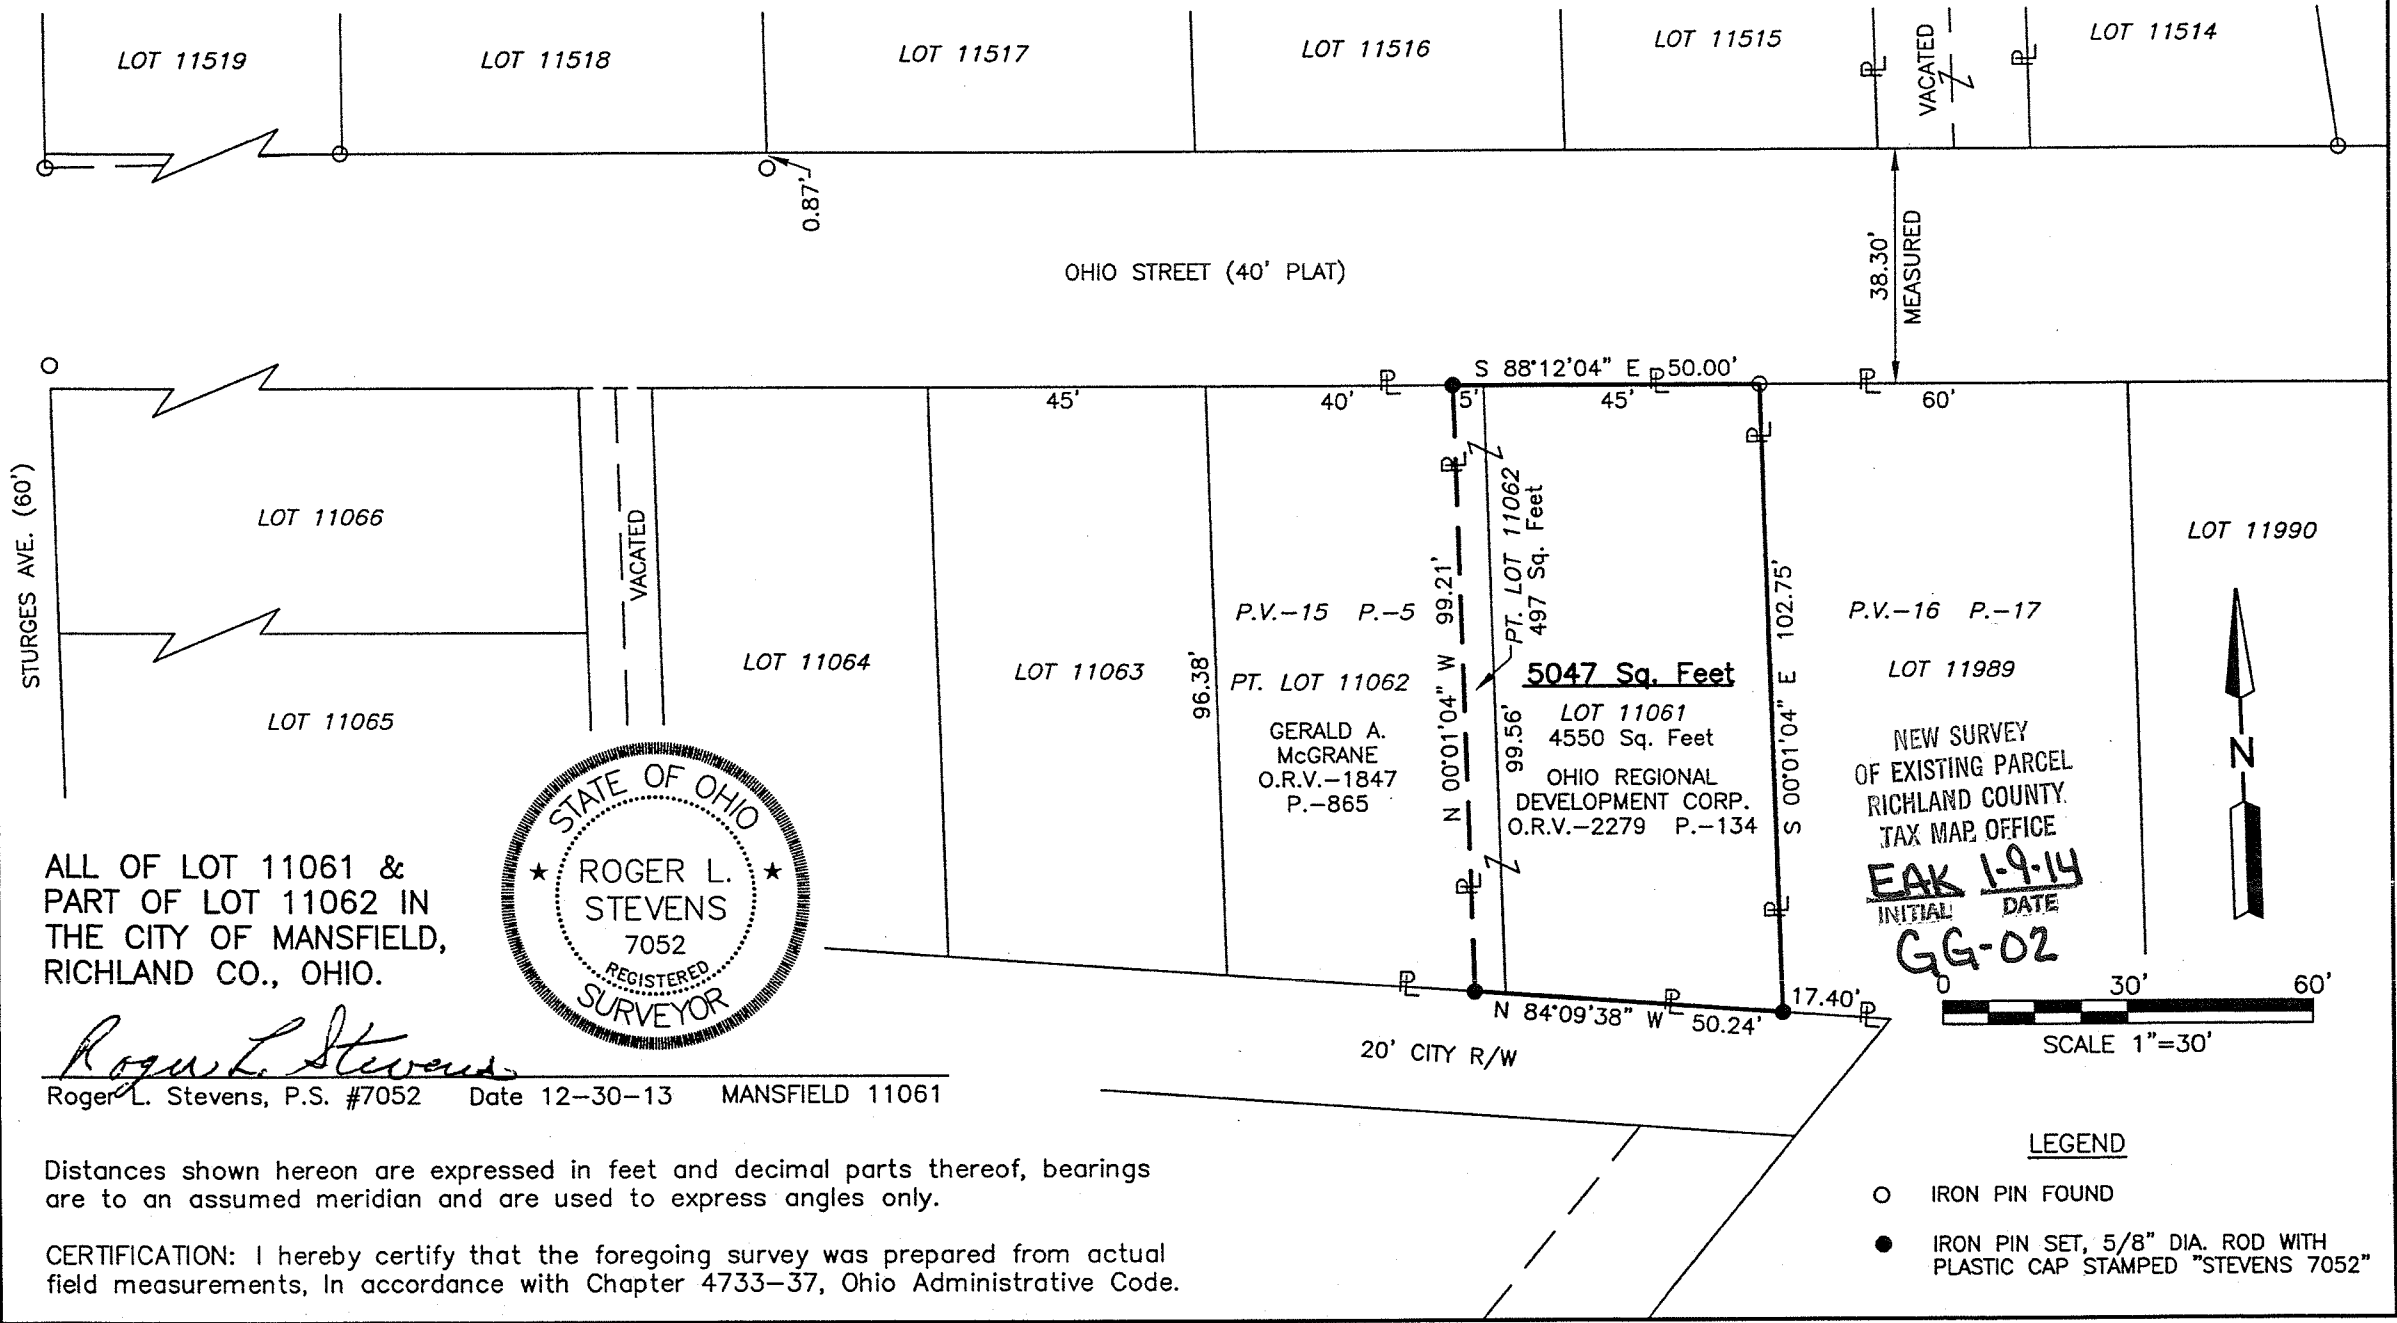 LOT 11519
LOT 11518
LOT 11517
LOT 11516
LOT 11515
VACATED
LOT 11514
0.87'
OHIO STREET (40' PLAT)
38.30'
MEASURED
S 88°12'04" E 50.00'
45'
40'
5'
45'
60'
STURGES AVE. (60')
LOT 11066
VACATED
LOT 11065
LOT 11064
LOT 11063
96.38'
P.V.-15 P.-5
PT. LOT 11062
GERALD A.
McGRANE
O.R.V.-1847
P.-865
N 00°01'04" W 99.21'
PT. LOT 11062
497 Sq. Feet
99.56'
5047 Sq. Feet
LOT 11061
4550 Sq. Feet
OHIO REGIONAL
DEVELOPMENT CORP.
O.R.V.-2279 P.-134
S 00°01'04" E 102.75'
P.V.-16 P.-17
LOT 11989
LOT 11990
NEW SURVEY
OF EXISTING PARCEL
RICHLAND COUNTY
TAX MAP OFFICE
EAK 1-9-14
INITIAL DATE
GG-02
N
N 84°09'38" W 50.24'
17.40'
20' CITY R/W
0 30' 60'
SCALE 1"=30'
STATE OF OHIO
ROGER L.
STEVENS
7052
REGISTERED
SURVEYOR
ALL OF LOT 11061 &
PART OF LOT 11062 IN
THE CITY OF MANSFIELD,
RICHLAND CO., OHIO.
Roger L. Stevens
Roger L. Stevens, P.S. #7052 Date 12-30-13 MANSFIELD 11061
Distances shown hereon are expressed in feet and decimal parts thereof, bearings
are to an assumed meridian and are used to express angles only.
CERTIFICATION: I hereby certify that the foregoing survey was prepared from actual
field measurements, In accordance with Chapter 4733-37, Ohio Administrative Code.
LEGEND
IRON PIN FOUND
IRON PIN SET, 5/8" DIA. ROD WITH
PLASTIC CAP STAMPED "STEVENS 7052"